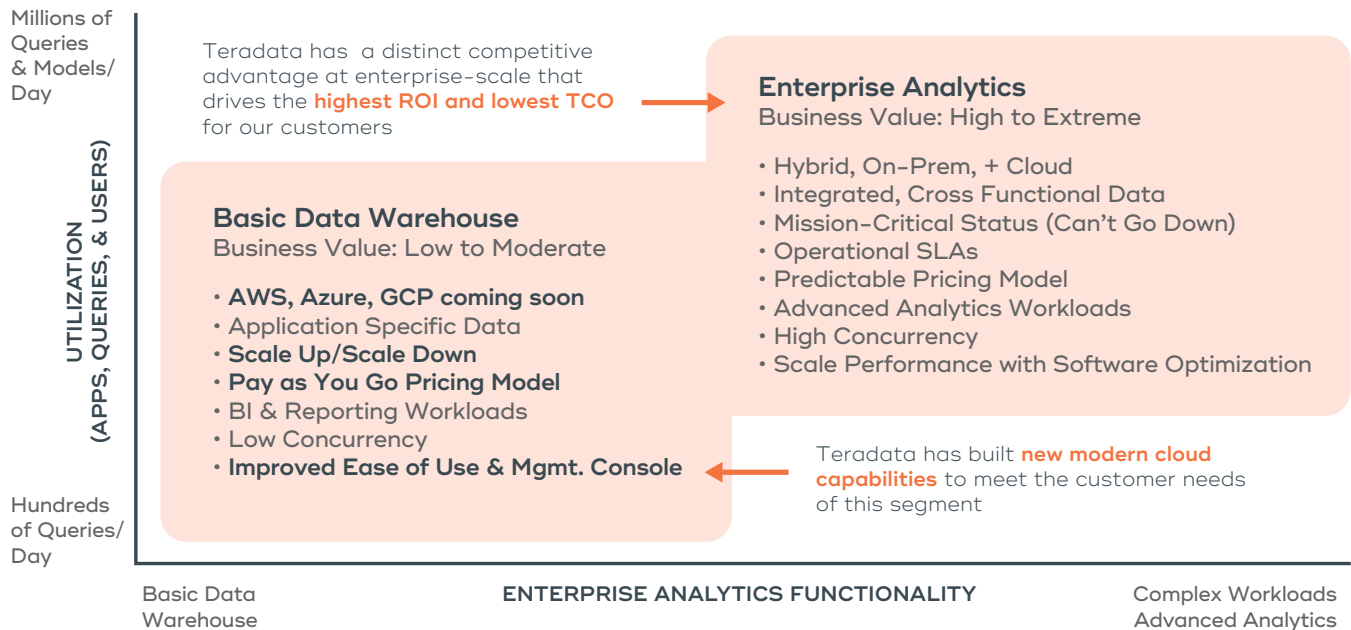 Millions of
Queries
& Models/
Day
Teradata has a distinct competitive
advantage at enterprise-scale that
drives the highest ROI and lowest TCO
for our customers
Enterprise Analytics
Business Value: High to Extreme
• Hybrid, On-Prem, + Cloud
• Integrated, Cross Functional Data
• Mission-Critical Status (Can’t Go Down)
• Operational SLAs
• Predictable Pricing Model
• Advanced Analytics Workloads
• High Concurrency
• Scale Performance with Software Optimization
UTILIZATION
(APPS, QUERIES, & USERS)
Basic Data Warehouse
Business Value: Low to Moderate
• AWS, Azure, GCP coming soon
• Application Specific Data
• Scale Up/Scale Down
• Pay as You Go Pricing Model
• BI & Reporting Workloads
• Low Concurrency
• Improved Ease of Use & Mgmt. Console
Teradata has built new modern cloud
capabilities to meet the customer needs
of this segment
Hundreds
of Queries/
Day
Basic Data
Warehouse
ENTERPRISE ANALYTICS FUNCTIONALITY
Complex Workloads
Advanced Analytics